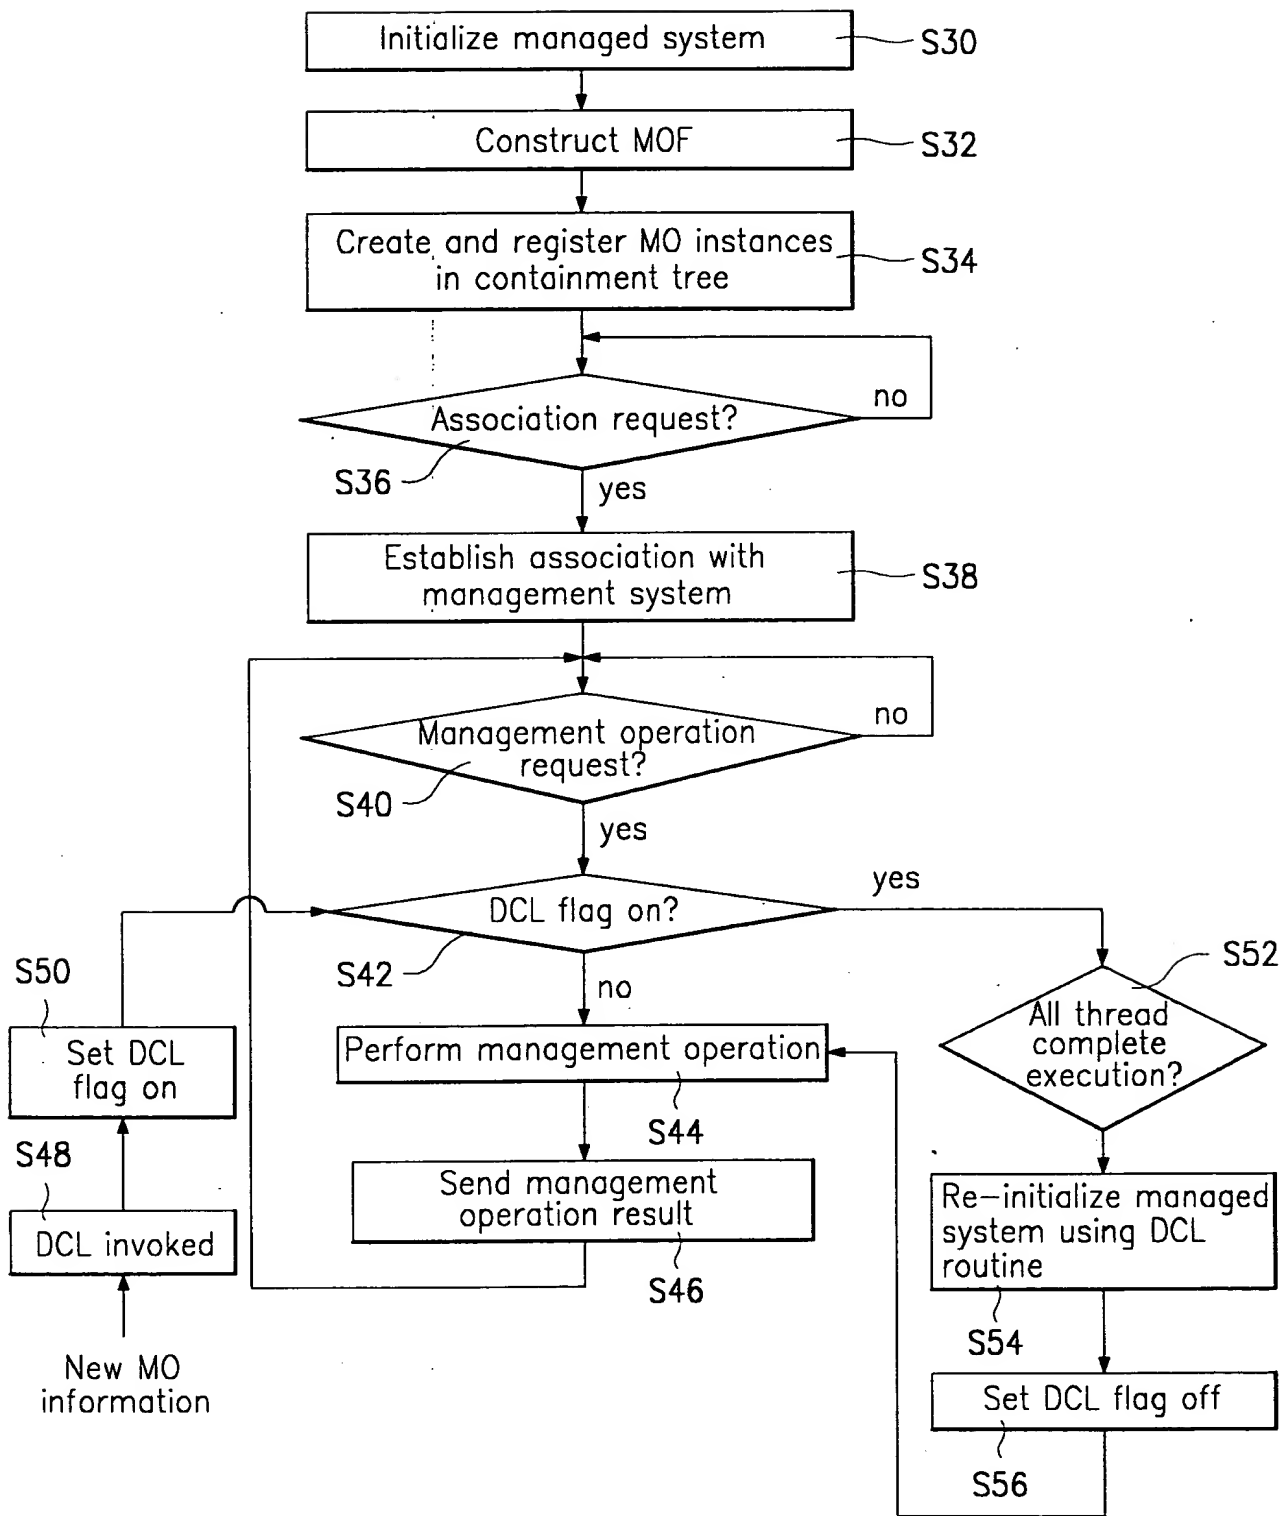 Initialize managed system
S30
Construct MOF
S32
Create and register MO instances
in containment tree
S34
Association request?
no
S36
yes
Establish association with
management system
S38
Management operation
request?
no
S40
yes
DCL flag on?
yes
S42
no
S50
Set DCL
flag on
S48
DCL invoked
New MO
information
Perform management operation
S44
Send management
operation result
S46
S52
All thread
complete
execution?
Re-initialize managed
system using DCL
routine
S54
Set DCL flag off
S56